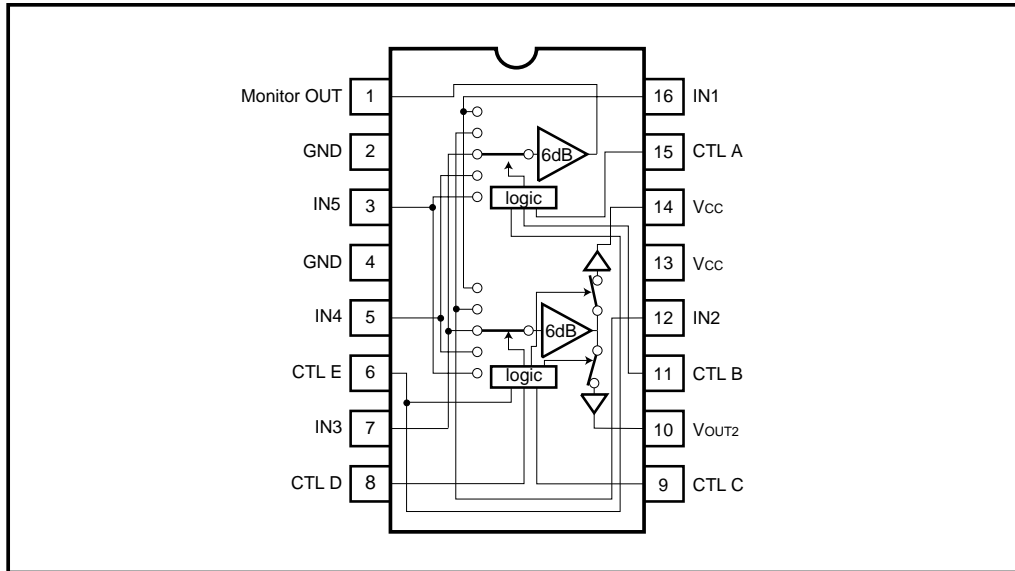 Monitor OUT 1
GND 2
IN5 3
GND 4
IN4 5
CTL E 6
IN3 7
CTL D 8
6dB
logic
6dB
logic
16 IN1
15 CTL A
14 VCC
13 VCC
12 IN2
11 CTL B
10 VOUT2
9 CTL C